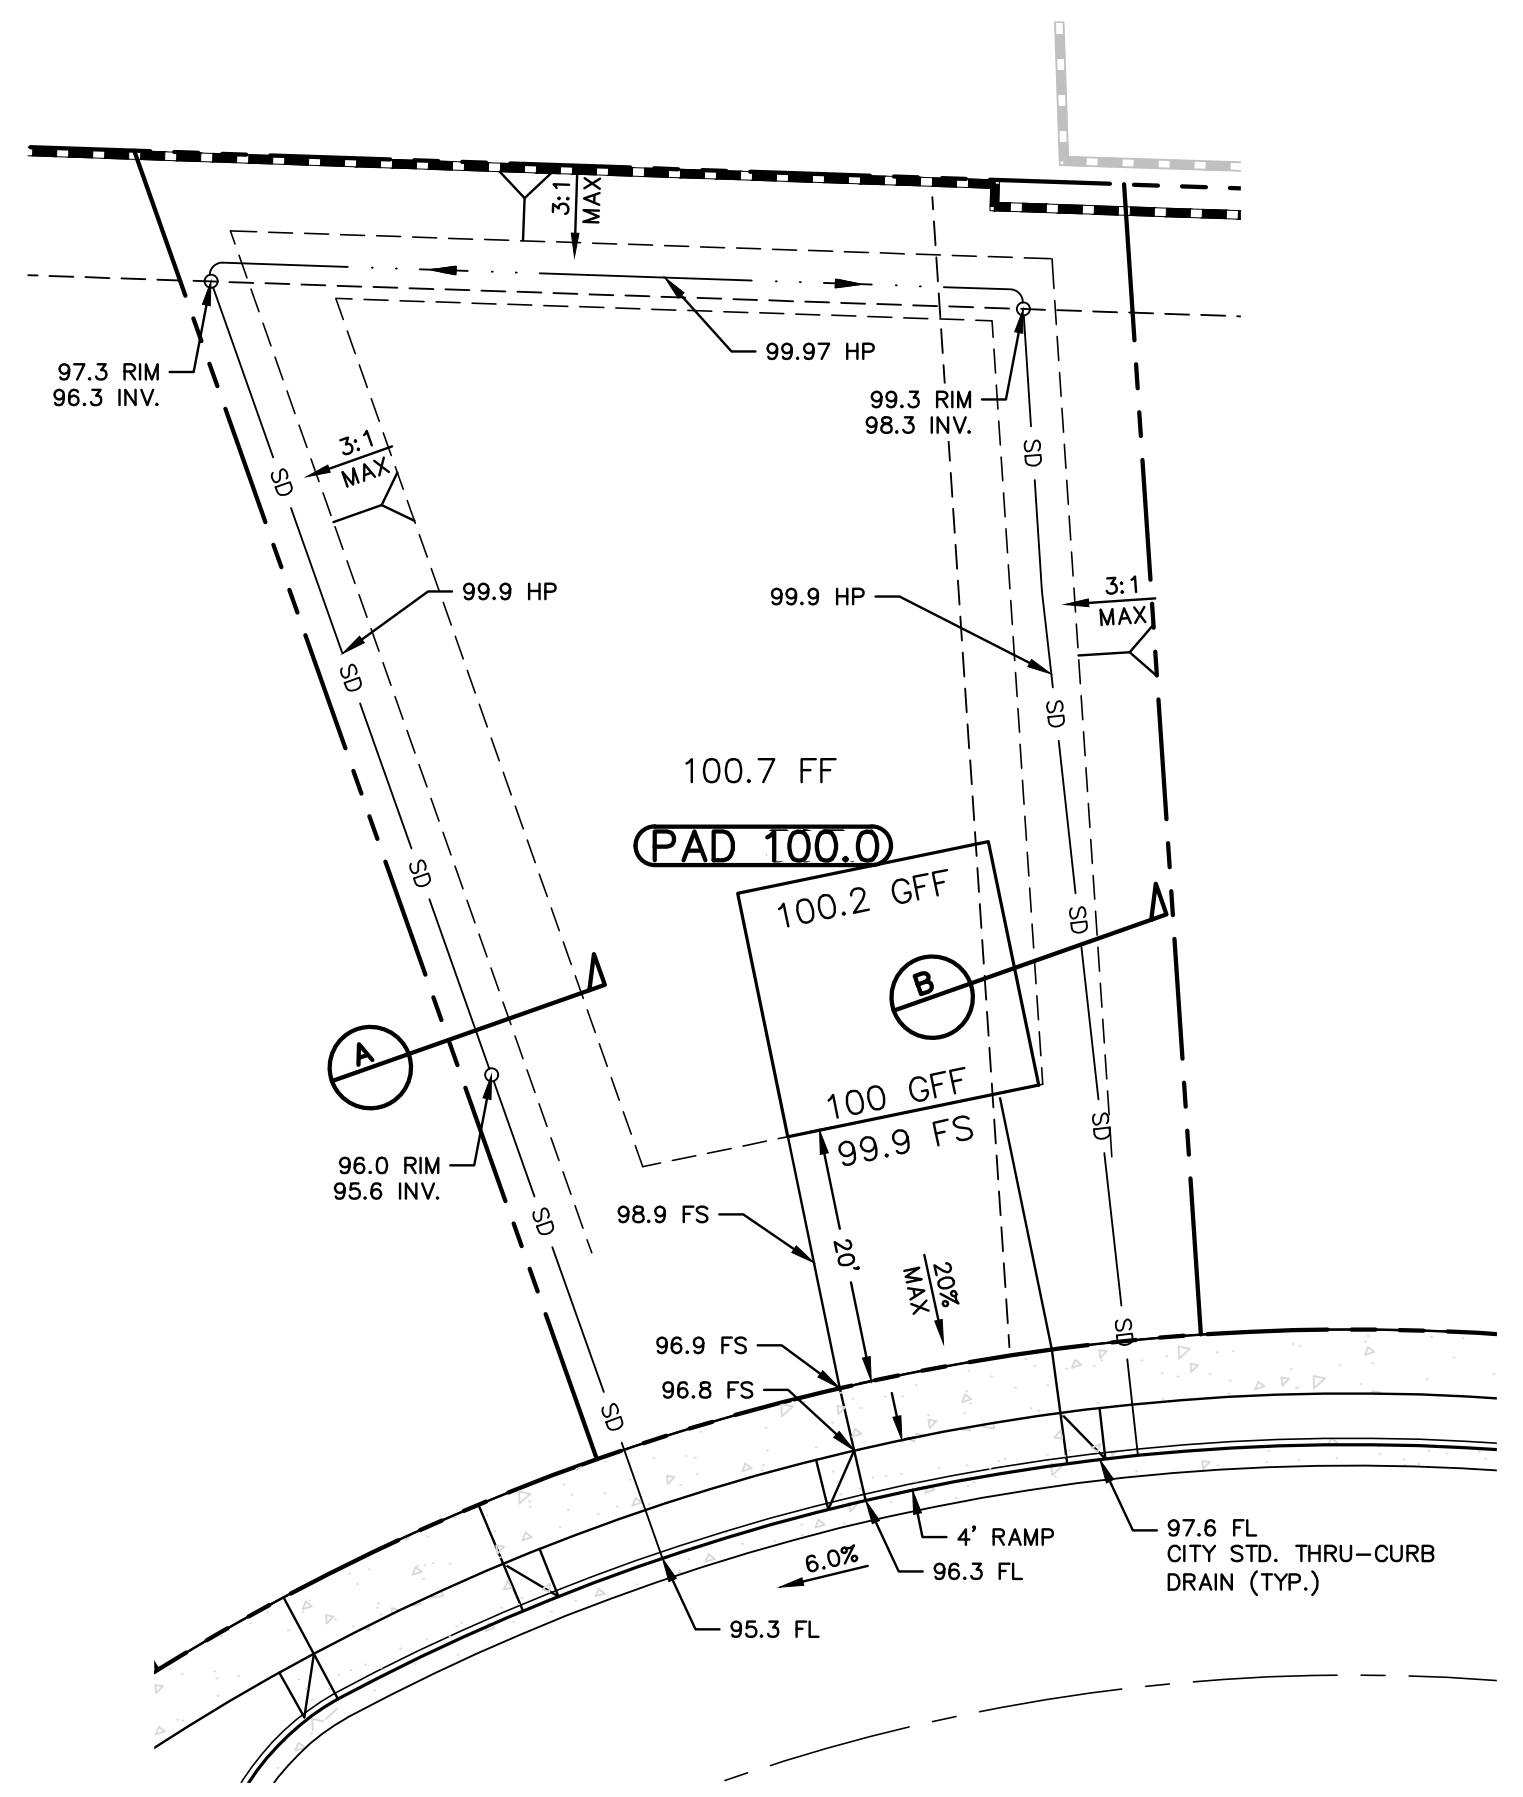 3:1
MAX
99.97 HP
97.3 RIM
96.3 INV.
99.3 RIM
98.3 INV.
3:1
MAX
SD
SD
99.9 HP
99.9 HP
3:1
MAX
SD
SD
100.7 FF
PAD 100.0
SD
100.2 GFF
SD
B
A
100 GFF
99.9 FS
SD
96.0 RIM
95.6 INV.
98.9 FS
SD
20'
20%
MAX
SD
96.9 FS
96.8 FS
SD
4' RAMP
97.6 FL
CITY STD. THRU-CURB
DRAIN (TYP.)
6.0%
96.3 FL
95.3 FL